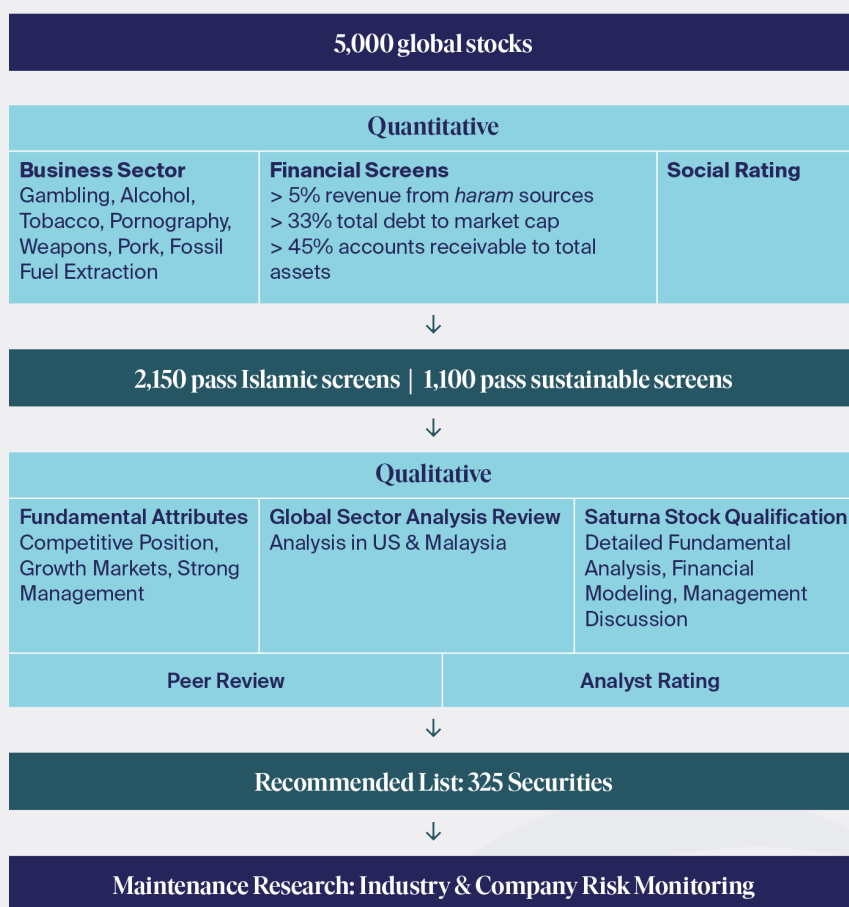 5,000 global stocks
Quantitative
Business Sector
Gambling, Alcohol,
Tobacco, Pornography,
Weapons, Pork, Fossil
Fuel Extraction
Financial Screens
> 5% revenue from haram sources
> 33% total debt to market cap
> 45% accounts receivable to total
assets
Social Rating
↓
2,150 pass Islamic screens | 1,100 pass sustainable screens
↓
Qualitative
Fundamental Attributes
Competitive Position,
Growth Markets, Strong
Management
Global Sector Analysis Review
Analysis in US & Malaysia
Saturna Stock Qualification
Detailed Fundamental
Analysis, Financial
Modeling, Management
Discussion
Peer Review
Analyst Rating
↓
Recommended List: 325 Securities
↓
Maintenance Research: Industry & Company Risk Monitoring